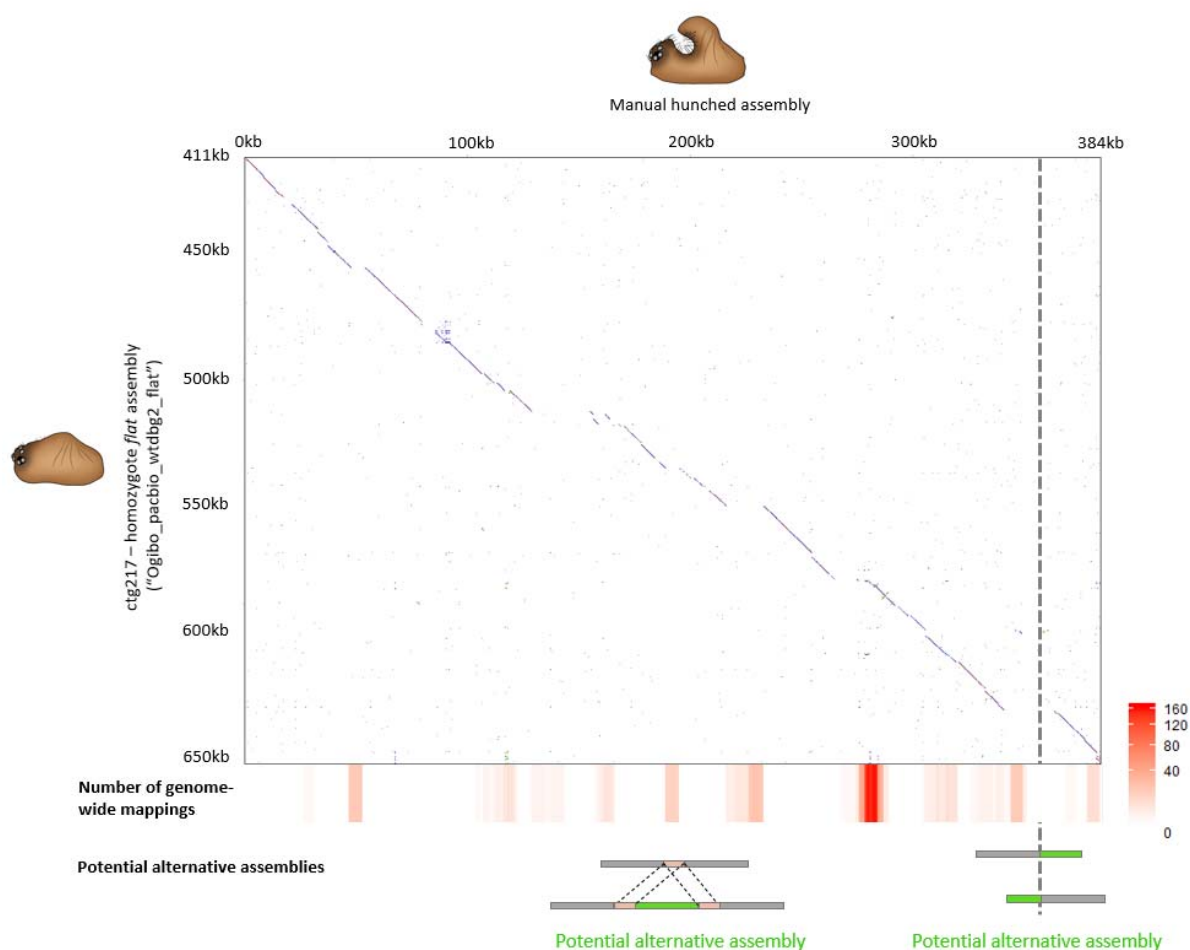 Manual hunched assembly
0kb 100kb 200kb 300kb 384kb
411kb
450kb
500kb
550kb
600kb
650kb
ctg217 – homozygote flat assembly
("Ogibo_pacbio_wtdbg2_flat")
160
120
80
40
0
Number of genome-
wide mappings
Potential alternative assemblies
Potential alternative assembly Potential alternative assembly